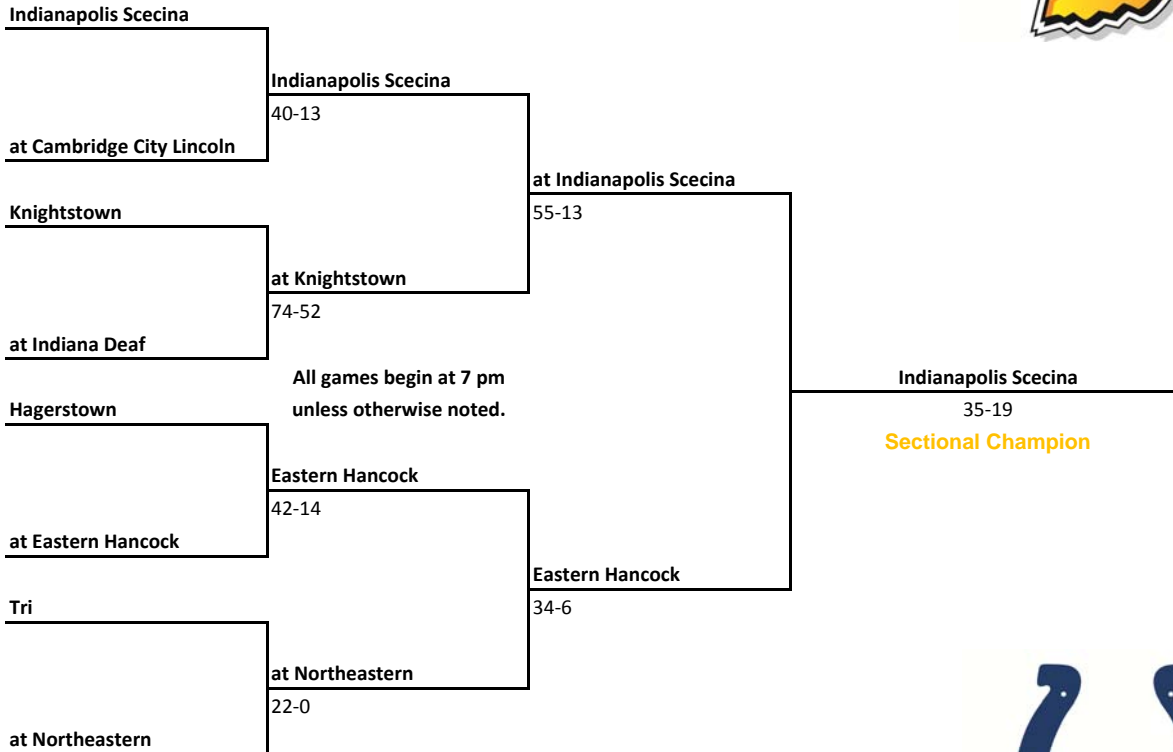 Indianapolis Scecina
Indianapolis Scecina
40-13
at Cambridge City Lincoln
at Indianapolis Scecina
55-13
Knightstown
at Knightstown
74-52
at Indiana Deaf
All games begin at 7 pm
unless otherwise noted.
Indianapolis Scecina
35-19
Sectional Champion
Hagerstown
Eastern Hancock
42-14
at Eastern Hancock
Eastern Hancock
34-6
Tri
at Northeastern
22-0
at Northeastern